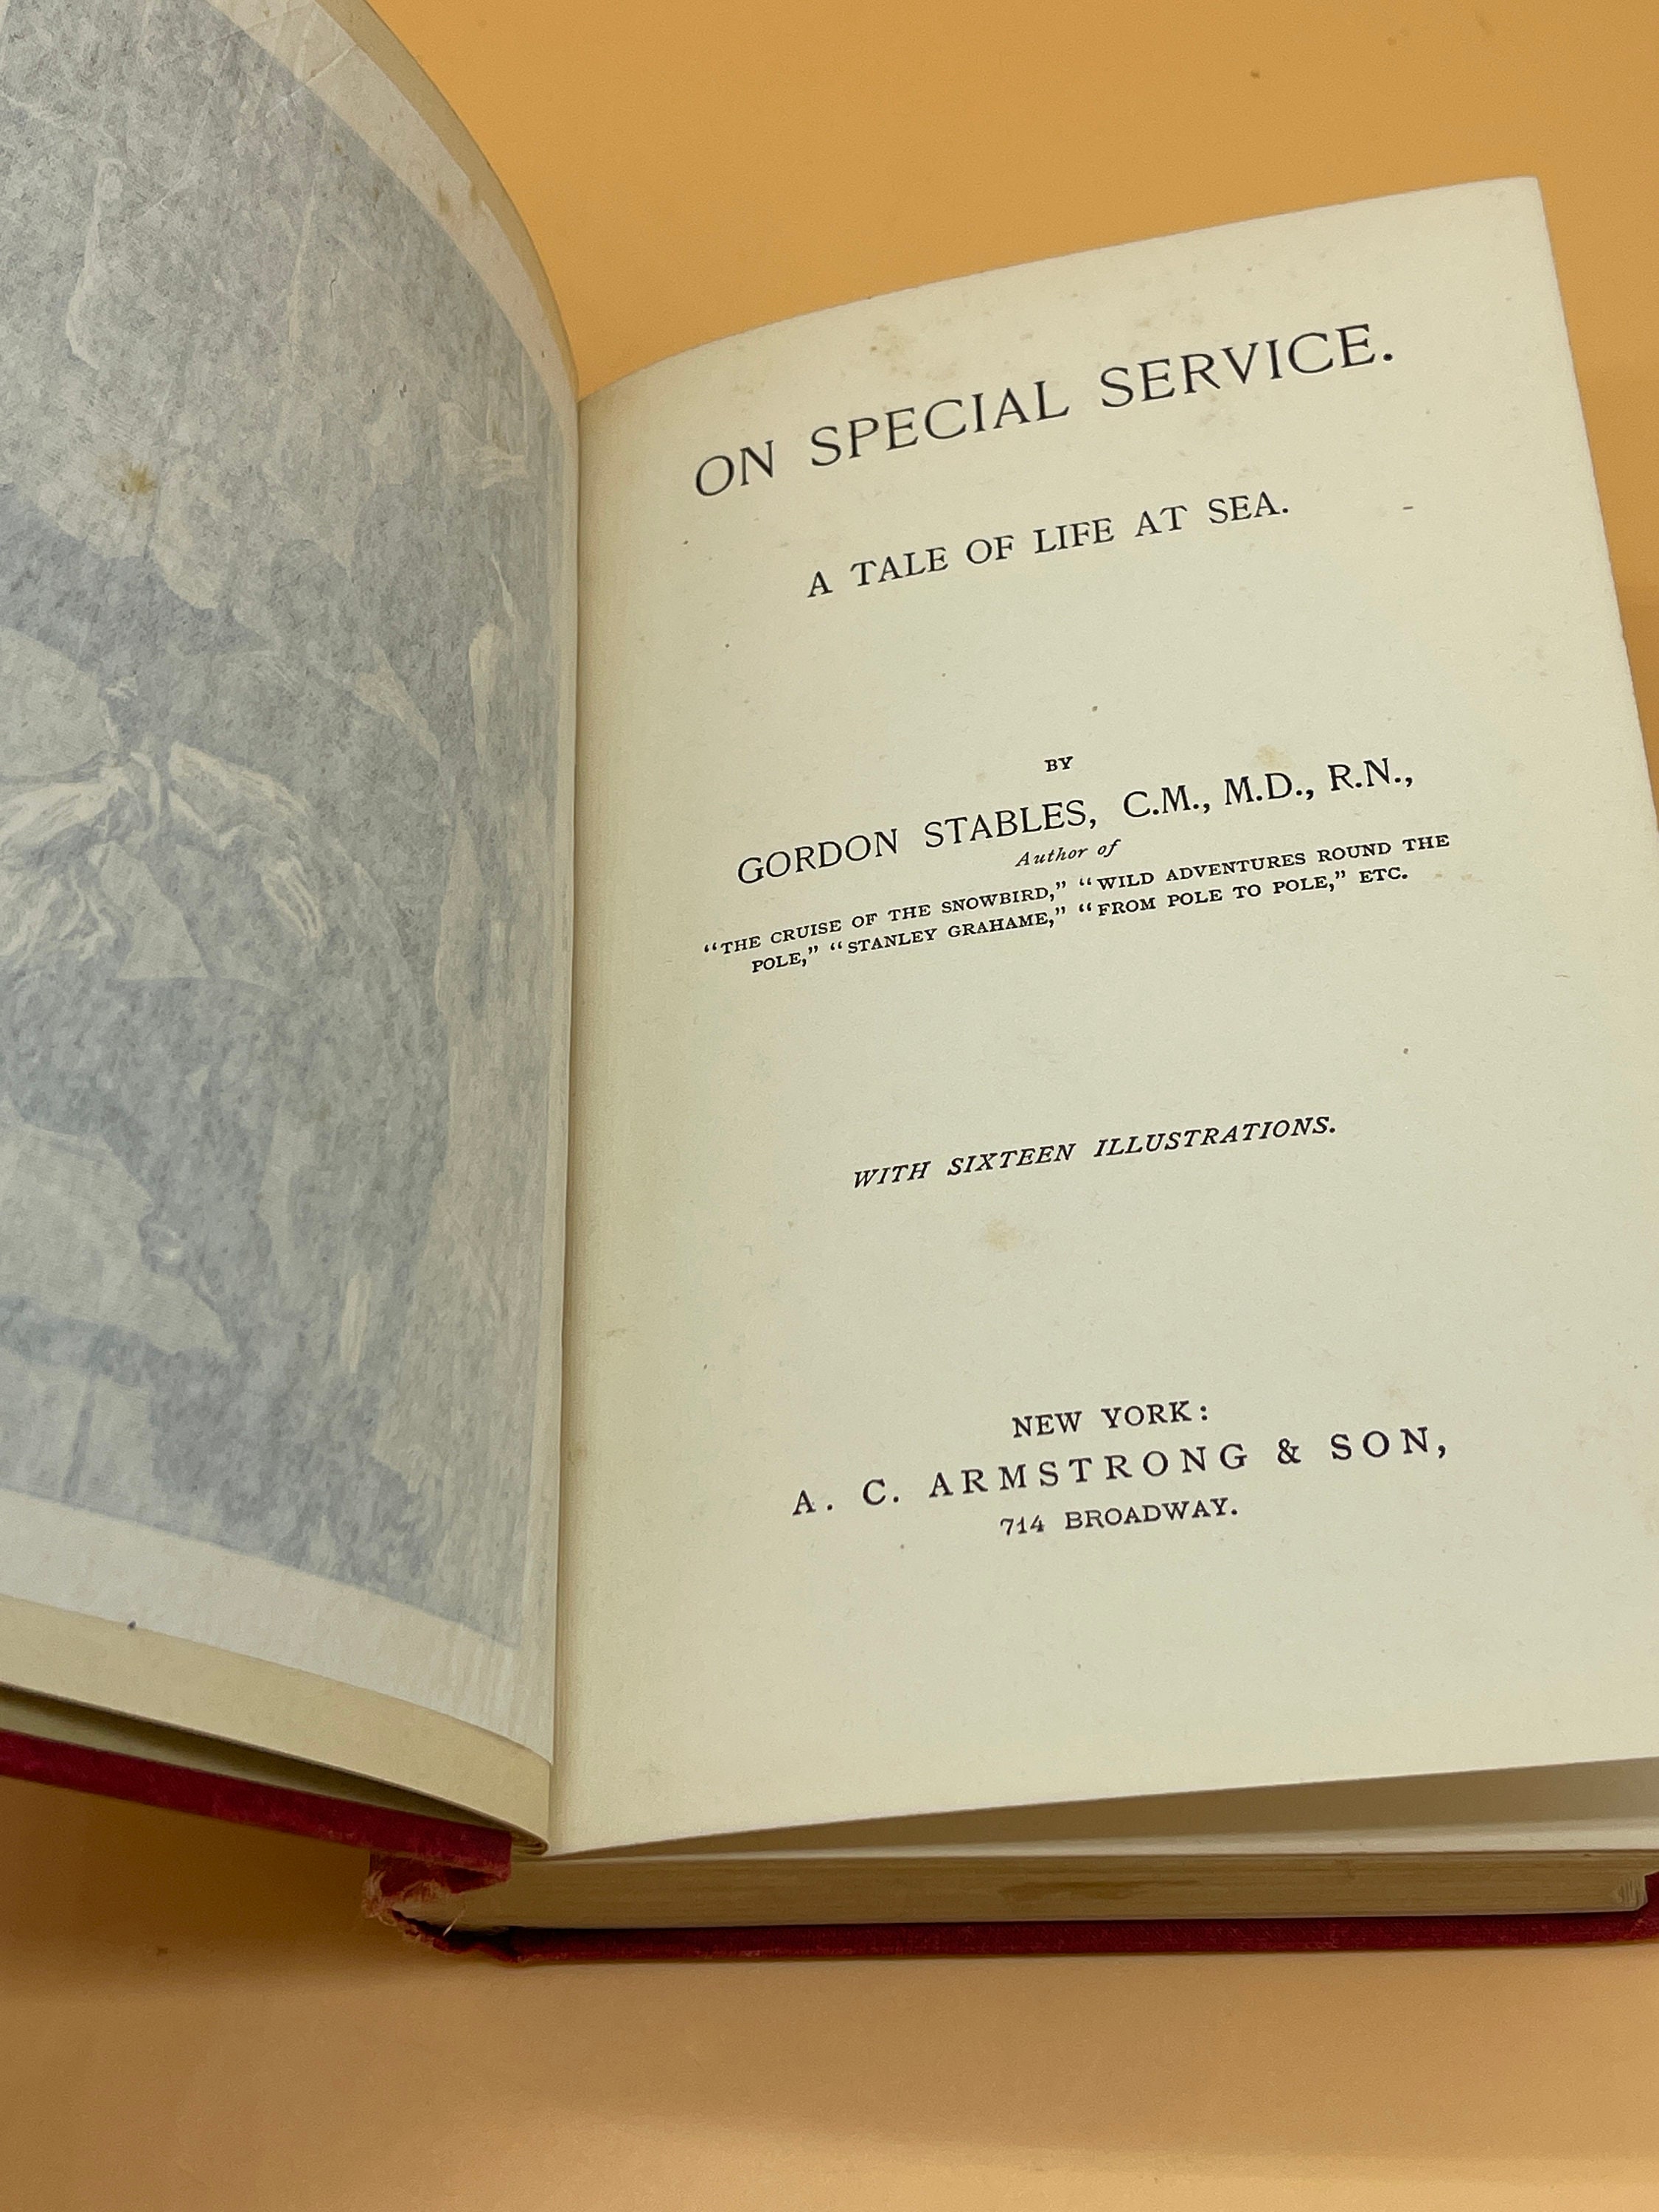 ON SPECIAL SERVICE.
A TALE OF LIFE AT SEA.
BY
GORDON STABLES, C.M., M.D., R.N.,
Author of
“THE CRUISE OF THE SNOWBIRD,” “WILD ADVENTURES ROUND THE
POLE,” “STANLEY GRAHAME,” “FROM POLE TO POLE,” ETC.
WITH SIXTEEN ILLUSTRATIONS.
NEW YORK:
A. C. ARMSTRONG & SON,
714 BROADWAY.